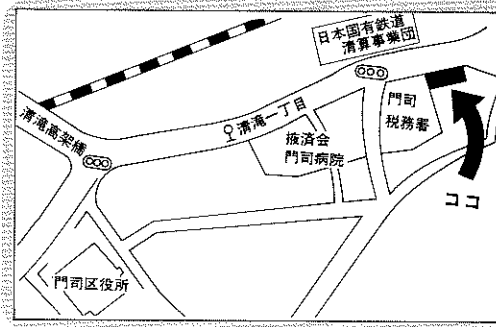 日本国有鉄道
清算事業団
清滝高架橋
清滝一丁目
掖済会
門司病院
門司
税務署
ココ
門司区役所